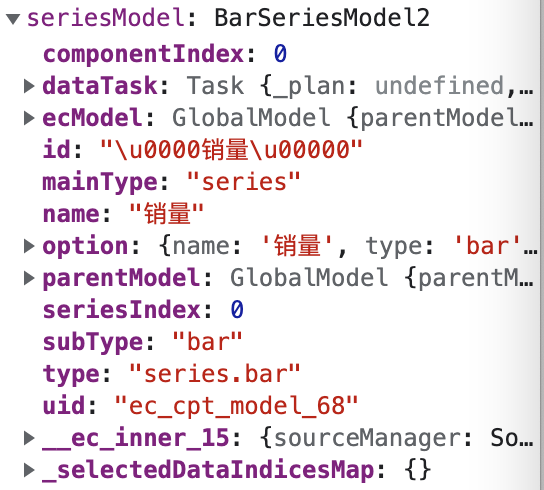 ▼seriesModel: BarSeriesModel2
componentIndex: 0
▶dataTask: Task {_plan: undefined,…
▶ecModel: GlobalModel {parentModel…
id: "\u0000销量\u00000"
mainType: "series"
name: "销量"
▶option: {name: '销量', type: 'bar'…
▶parentModel: GlobalModel {parentM…
seriesIndex: 0
subType: "bar"
type: "series.bar"
uid: "ec_cpt_model_68"
▶__ec_inner_15: {sourceManager: So…
▶_selectedDataIndicesMap: {}